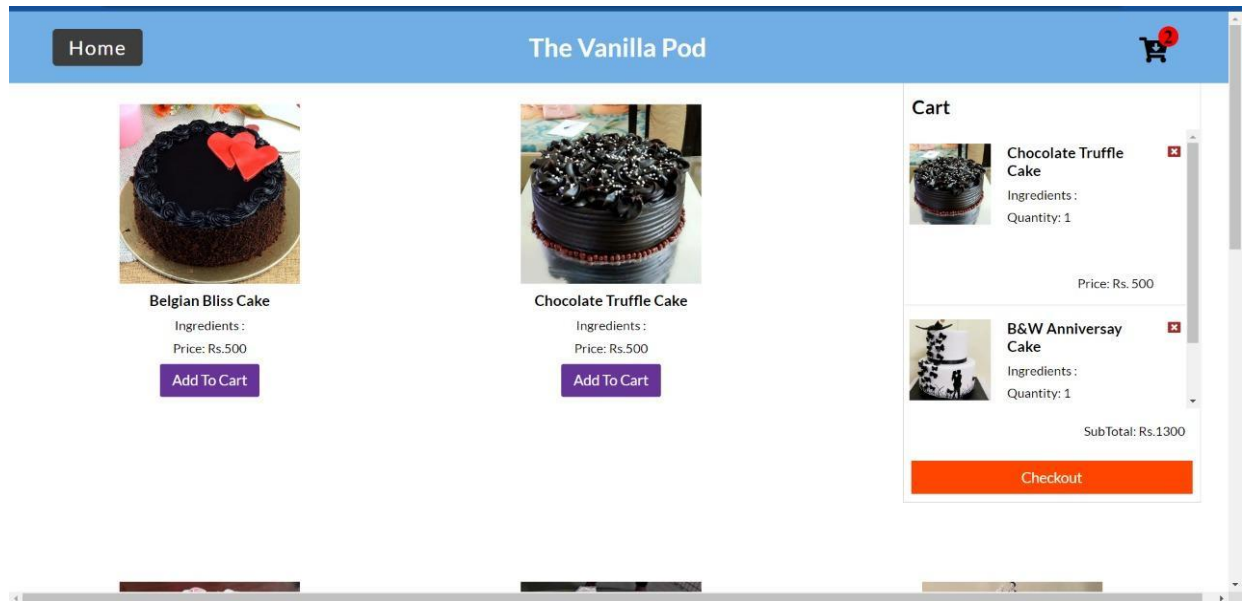 Home
The Vanilla Pod
2
Belgian Bliss Cake
Ingredients :
Price: Rs.500
Add To Cart
Chocolate Truffle Cake
Ingredients :
Price: Rs.500
Add To Cart
Cart
Chocolate Truffle
Cake
Ingredients :
Quantity: 1
Price: Rs. 500
B&W Anniversay
Cake
Ingredients :
Quantity: 1
SubTotal: Rs.1300
Checkout